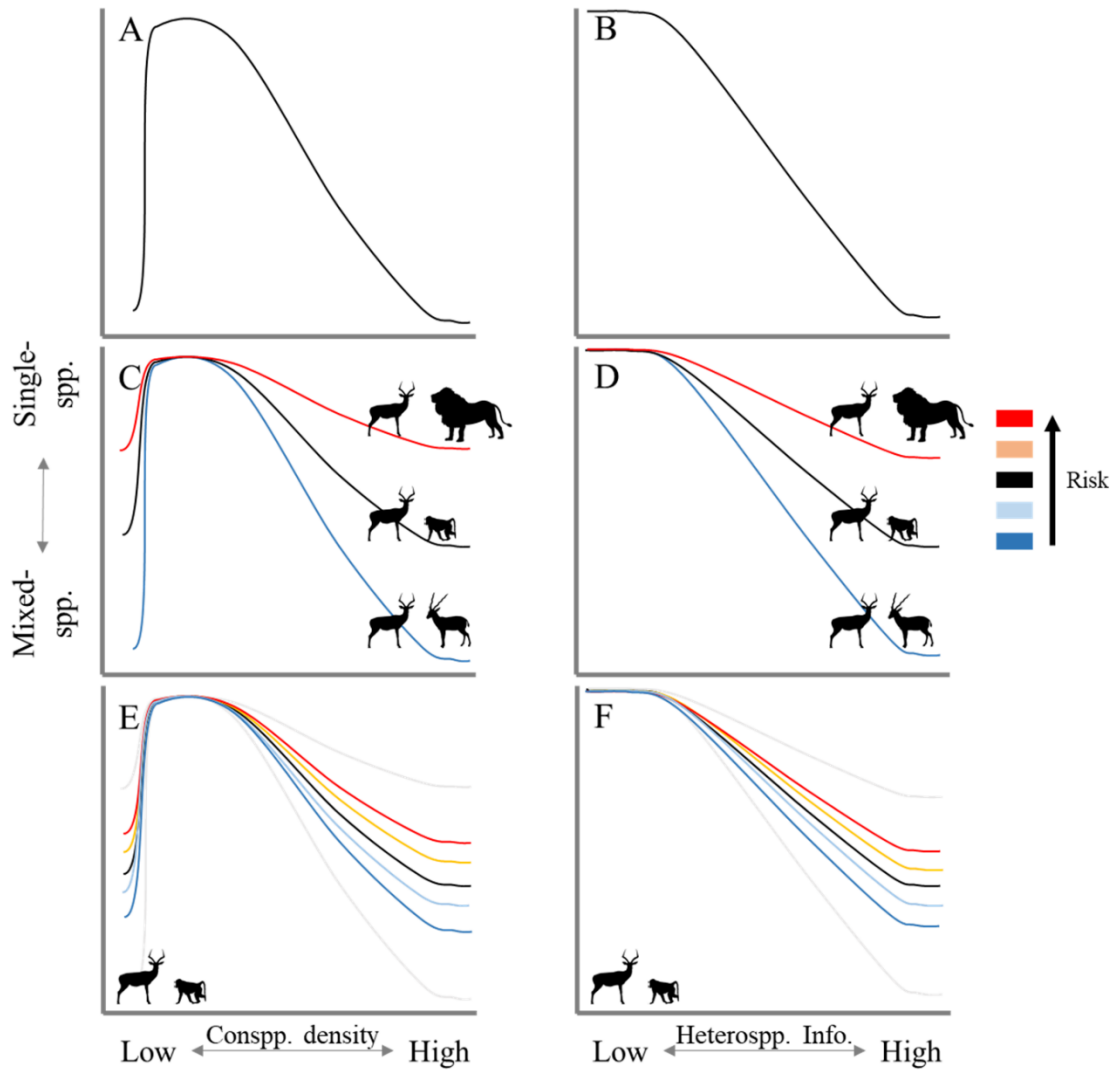 A
B
C
D
Single-
spp.
Mixed-
spp.
Risk
E
F
Low
Conspp. density
High
Low
Heterospp. Info.
High